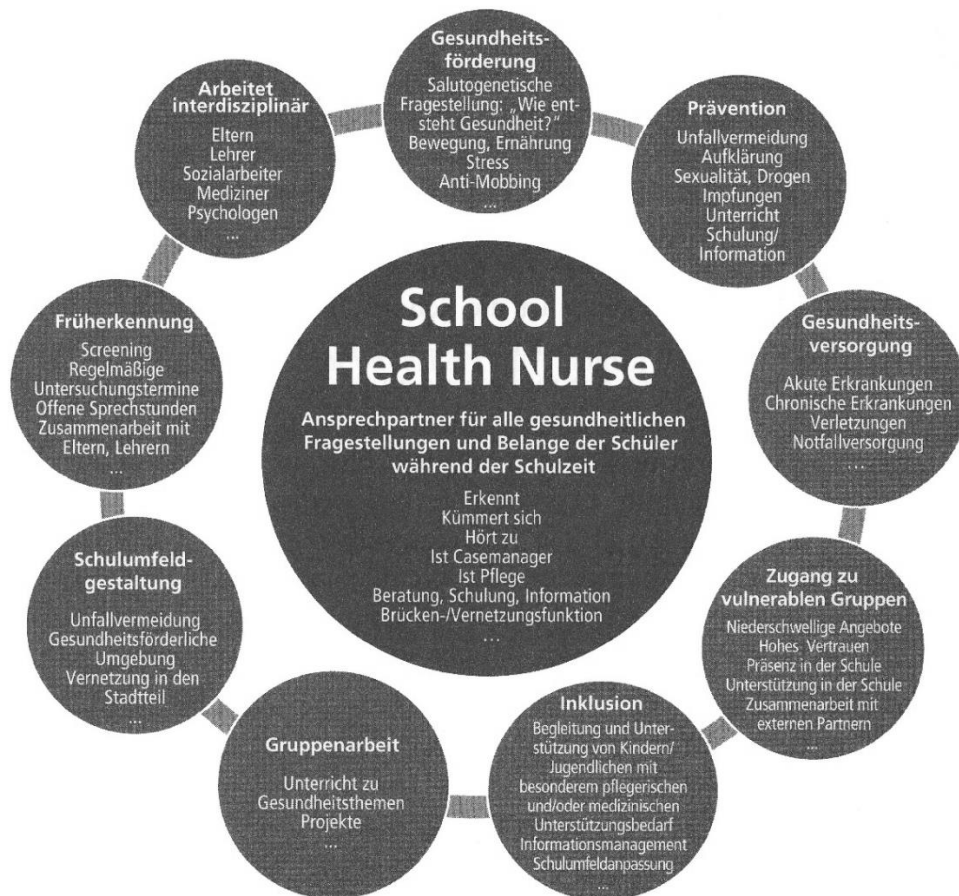 Gesundheits-
förderung
Salutogenetische
Fragestellung: „Wie ent-
steht Gesundheit?“
Bewegung, Ernährung
Stress
Anti-Mobbing
...
Prävention
Unfallvermeidung
Aufklärung
Sexualität, Drogen
Impfungen
Unterricht
Schulung/
Information
Gesundheits-
versorgung
Akute Erkrankungen
Chronische Erkrankungen
Verletzungen
Notfallversorgung
...
Zugang zu
vulnerablen Gruppen
Niederschwellige Angebote
Hohes Vertrauen
Präsenz in der Schule
Unterstützung in der Schule
Zusammenarbeit mit
externen Partnern
...
Inklusion
Begleitung und Unter-
stützung von Kindern/
Jugendlichen mit
besonderem pflegerischen
und/oder medizinischen
Unterstützungsbedarf
Informationsmanagement
Schulumfeldanpassung
...
Gruppenarbeit
Unterricht zu
Gesundheitsthemen
Projekte
...
Schulumfeld-
gestaltung
Unfallvermeidung
Gesundheitsförderliche
Umgebung
Vernetzung in den
Stadtteil
...
Früherkennung
Screening
Regelmäßige
Untersuchungstermine
Offene Sprechstunden
Zusammenarbeit mit
Eltern, Lehrern
...
Arbeitet
interdisziplinär
Eltern
Lehrer
Sozialarbeiter
Mediziner
Psychologen
...
School
Health Nurse
Ansprechpartner für alle gesundheitlichen
Fragestellungen und Belange der Schüler
während der Schulzeit
Erkennt
Kümmert sich
Hört zu
Ist Casemanager
Ist Pflege
Beratung, Schulung, Information
Brücken-/Vernetzungsfunktion
...